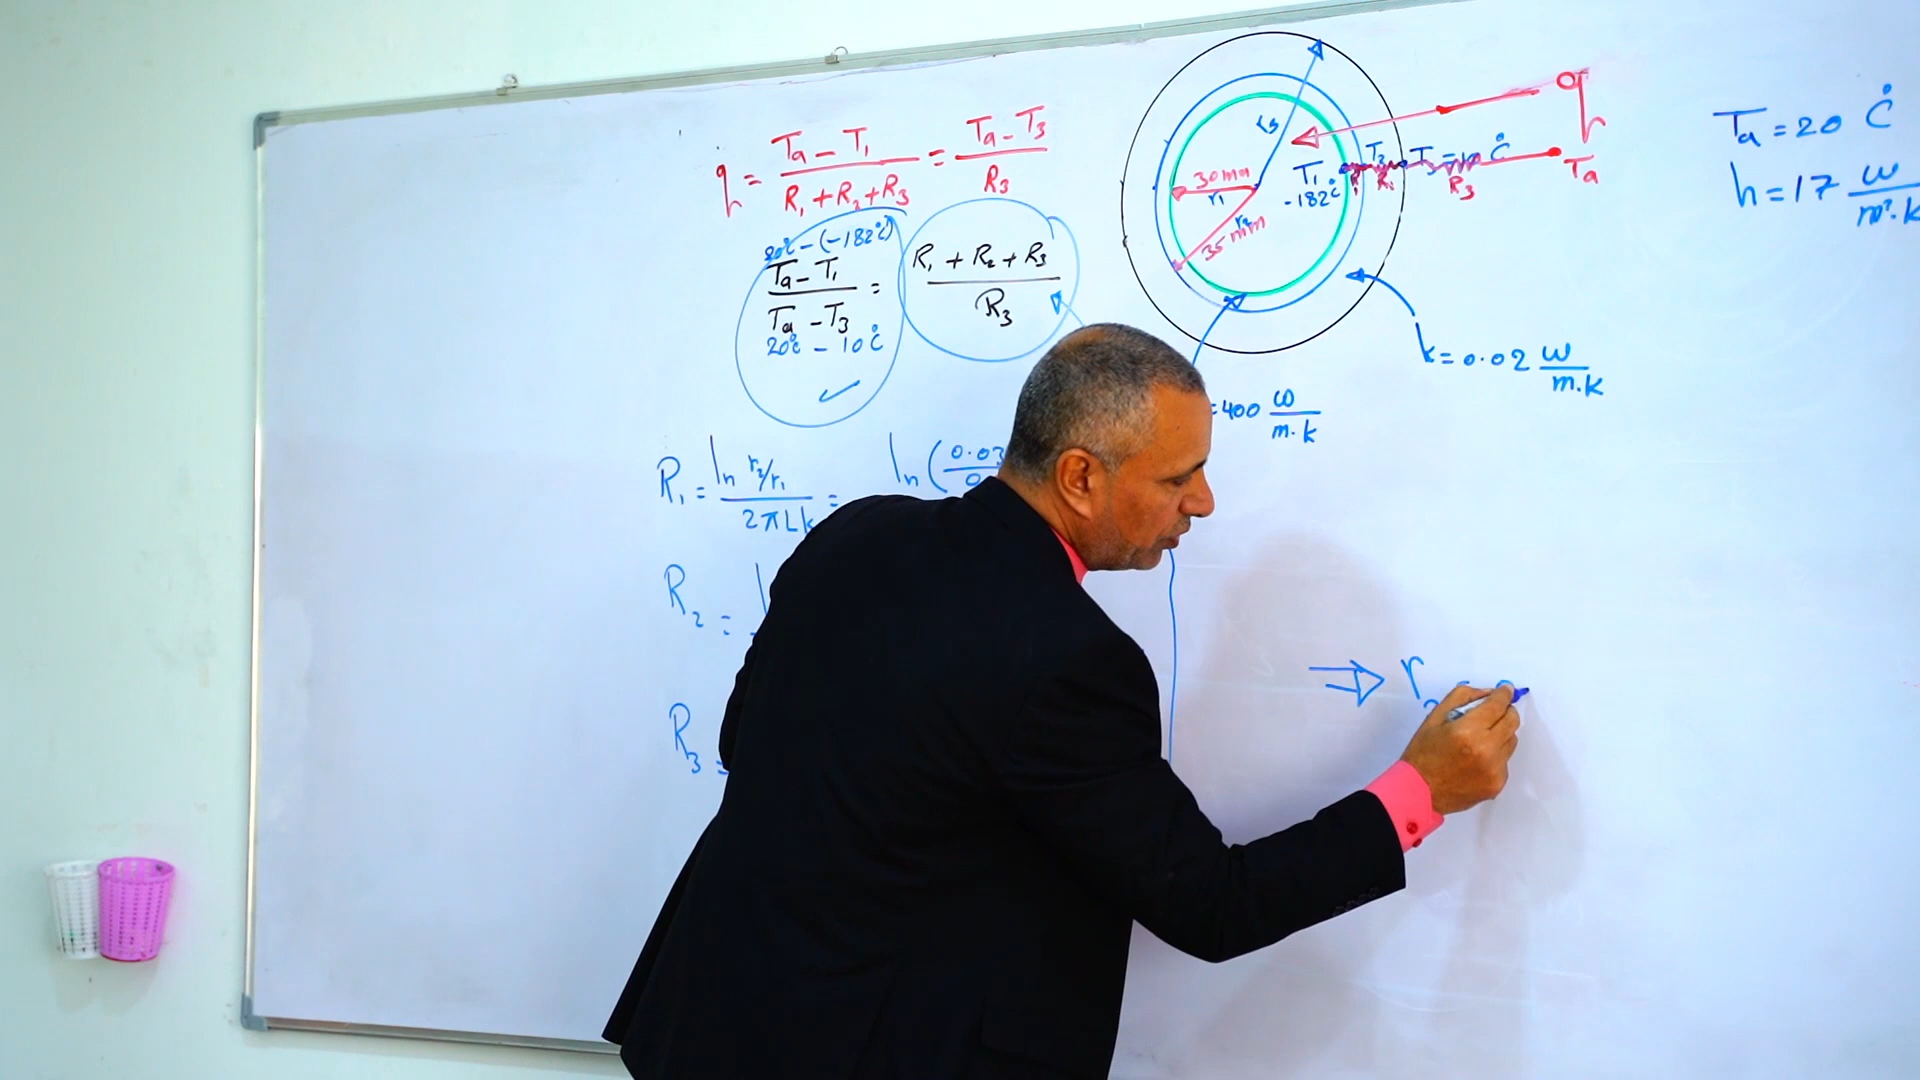 q = Ta - T1 / R1 + R2 + R3 = Ta - T3 / R3
20°C - (-182°C)
Ta - T1 / Ta - T3 = R1 + R2 + R3 / R3
20°C - 10°C
R1 = ln r2/r1 / 2πLk = ln (0.03
R2 =
R3 =
r3
30mm
r1
r2
35mm
T1
-182°C
T2
T3 = 10°C
R1
R2
R3
q
Ta
Ta = 20 °C
h = 17 w / m².k
k = 0.02 w / m.k
=400 w / m.k
⇒ r